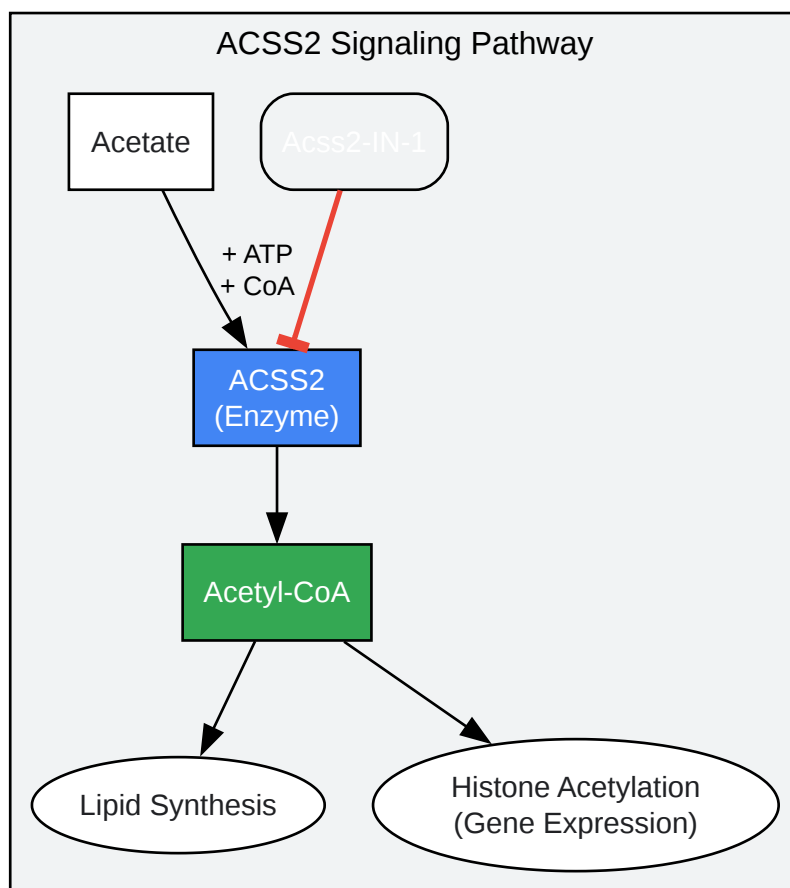 ACSS2 Signaling Pathway
Acetate
Acss2-IN-1
+ ATP
+ CoA
ACSS2
(Enzyme)
Acetyl-CoA
Lipid Synthesis
Histone Acetylation
(Gene Expression)